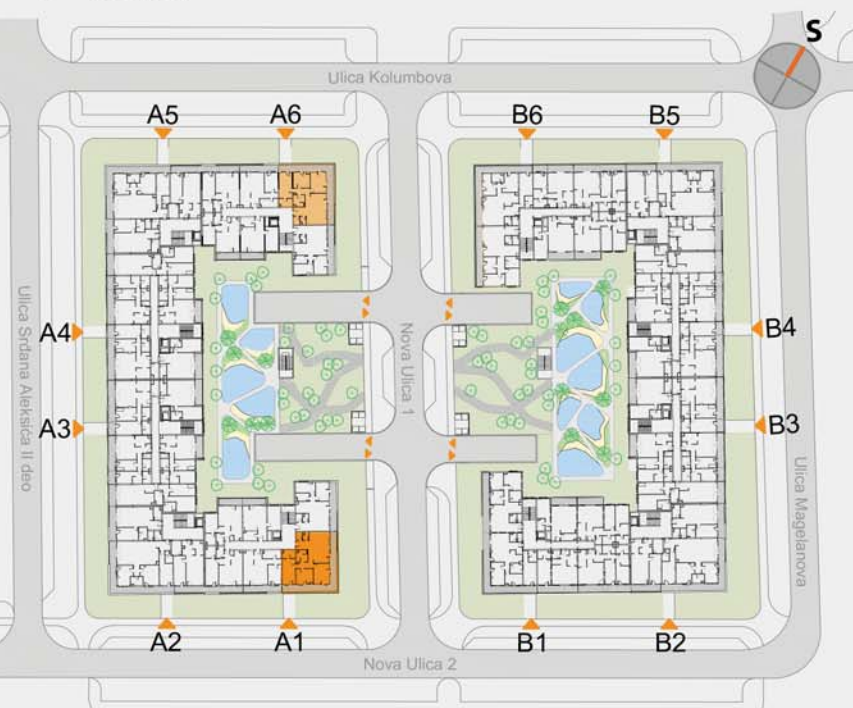 S
Ulica Kolumbova
A5
A6
B6
B5
Ulica Srđana Aleksića II deo
A4
Nova Ulica 1
B4
A3
B3
Ulica Magelanova
A2
A1
B1
B2
Nova Ulica 2